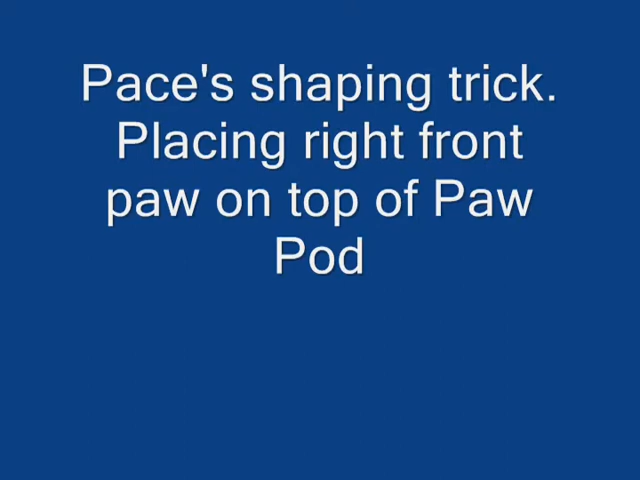 Pace's shaping trick.
Placing right front
paw on top of Paw
Pod